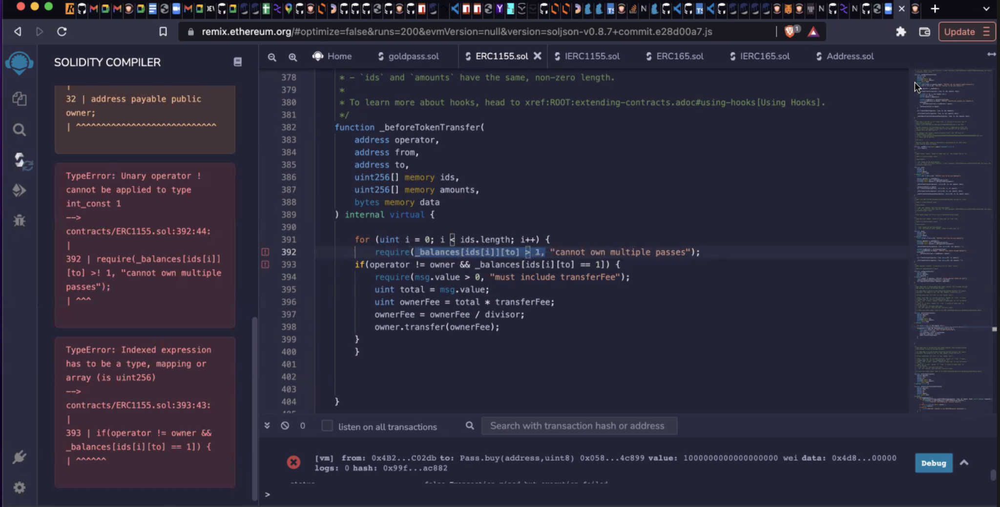 remix.ethereum.org/#optimize=false&runs=200&evmVersion=null&version=soljson-v0.8.7+commit.e28d00a7.js
1
Update
SOLIDITY COMPILER
Home
goldpass.sol
ERC1155.sol
IERC1155.sol
ERC165.sol
IERC165.sol
Address.sol
|
32 | address payable public
owner;
| ^^^^^^^^^^^^^^^^^^^^^^^^^^^^
TypeError: Unary operator !
cannot be applied to type
int_const 1
-->
contracts/ERC1155.sol:392:44:
|
392 | require(_balances[ids[i]]
[to] >! 1, "cannot own multiple
passes");
| ^^^
TypeError: Indexed expression
has to be a type, mapping or
array (is uint256)
-->
contracts/ERC1155.sol:393:43:
|
393 | if(operator != owner &&
_balances[ids[i][to] == 1]) {
| ^^^^^^
378 * - `ids` and `amounts` have the same, non-zero length.
379 *
380 * To learn more about hooks, head to xref:ROOT:extending-contracts.adoc#using-hooks[Using Hooks].
381 */
382 function _beforeTokenTransfer(
383 address operator,
384 address from,
385 address to,
386 uint256[] memory ids,
387 uint256[] memory amounts,
388 bytes memory data
389 ) internal virtual {
390
391 for (uint i = 0; i < ids.length; i++) {
392 require(_balances[ids[i]][to] > 1, "cannot own multiple passes");
393 if(operator != owner && _balances[ids[i][to] == 1]) {
394 require(msg.value > 0, "must include transferFee");
395 uint total = msg.value;
396 uint ownerFee = total * transferFee;
397 ownerFee = ownerFee / divisor;
398 owner.transfer(ownerFee);
399 }
400 }
401
402
403
404 }
0
listen on all transactions
Search with transaction hash or address
[vm] from: 0x4B2...C02db to: Pass.buy(address,uint8) 0x058...4c899 value: 1000000000000000000 wei data: 0x4d8...00000
logs: 0 hash: 0x99f...ac882
Debug
>